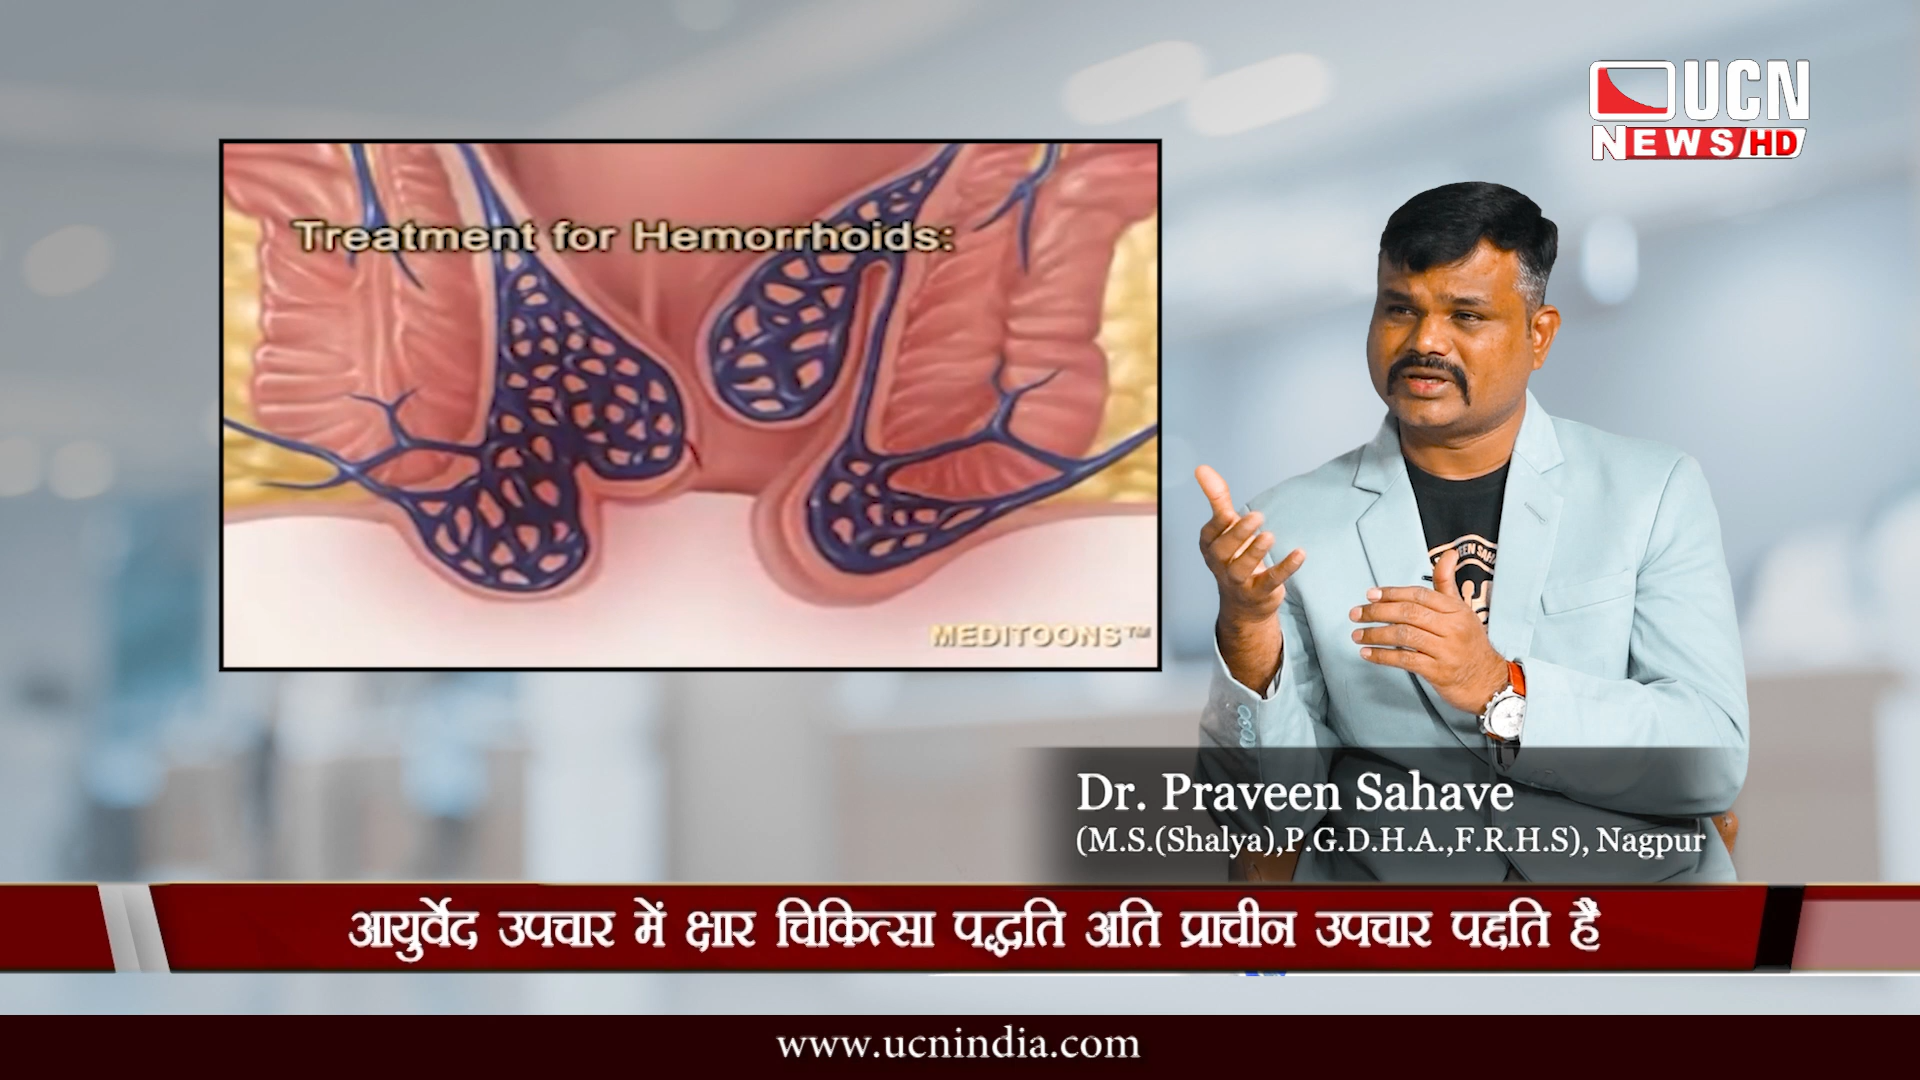 UCN
NEWS HD
Treatment for Hemorrhoids:
MEDITOONS™
Dr. Praveen Sahave
(M.S.(Shalya),P.G.D.H.A.,F.R.H.S), Nagpur
आयुर्वेद उपचार में क्षार चिकित्सा पद्धति अति प्राचीन उपचार पद्दति है
www.ucnindia.com